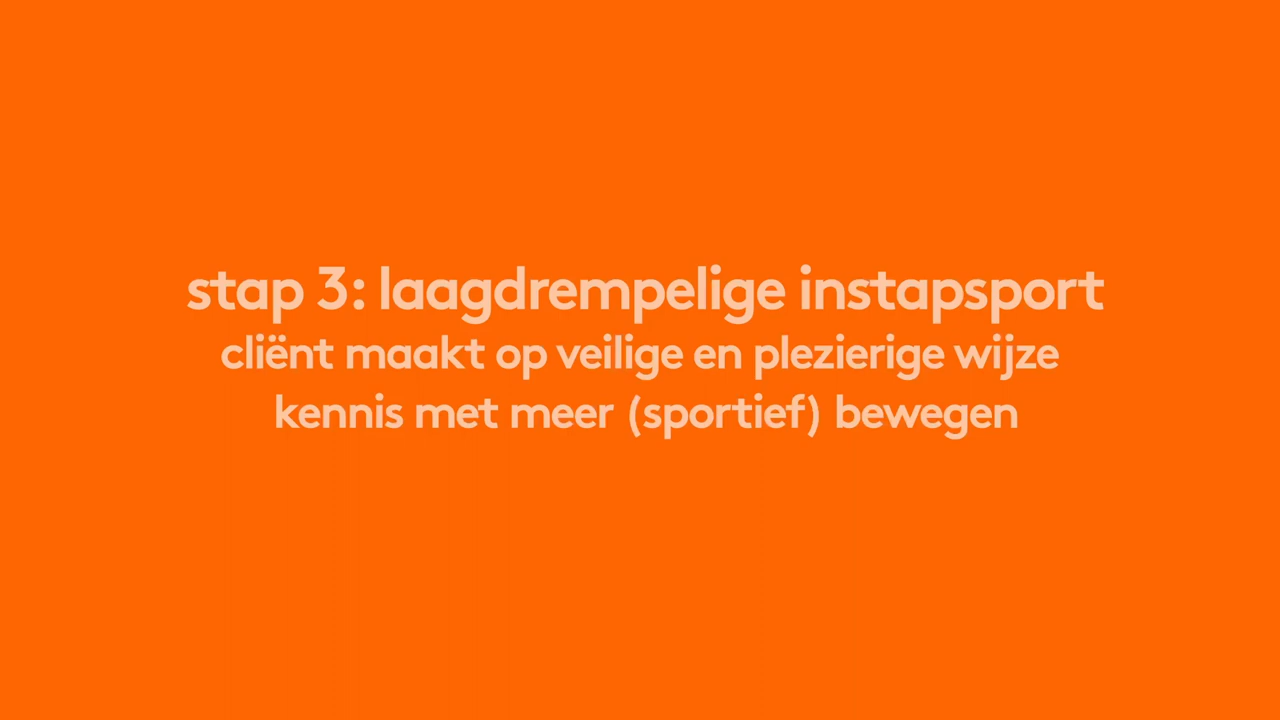 stap 3: laagdrempelige instapsport
cliënt maakt op veilige en plezierige wijze
kennis met meer (sportief) bewegen